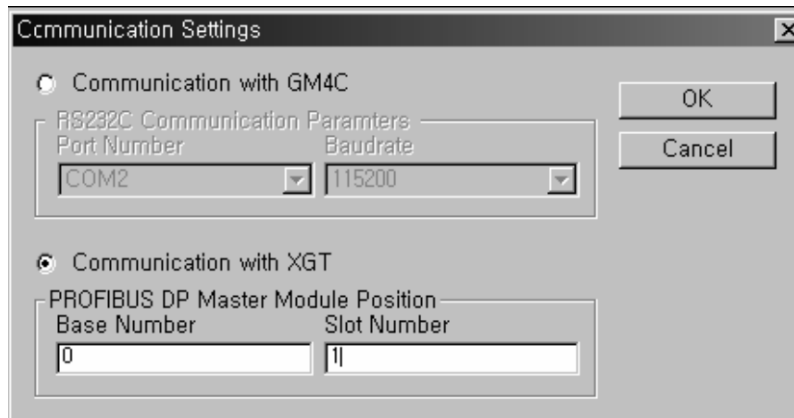 Communication Settings
Communication with GM4C
OK
RS232C Communication Paramters
Port Number Baudrate
Cancel
COM2 115200
Communication with XGT
PROFIBUS DP Master Module Position
Base Number Slot Number
0 1